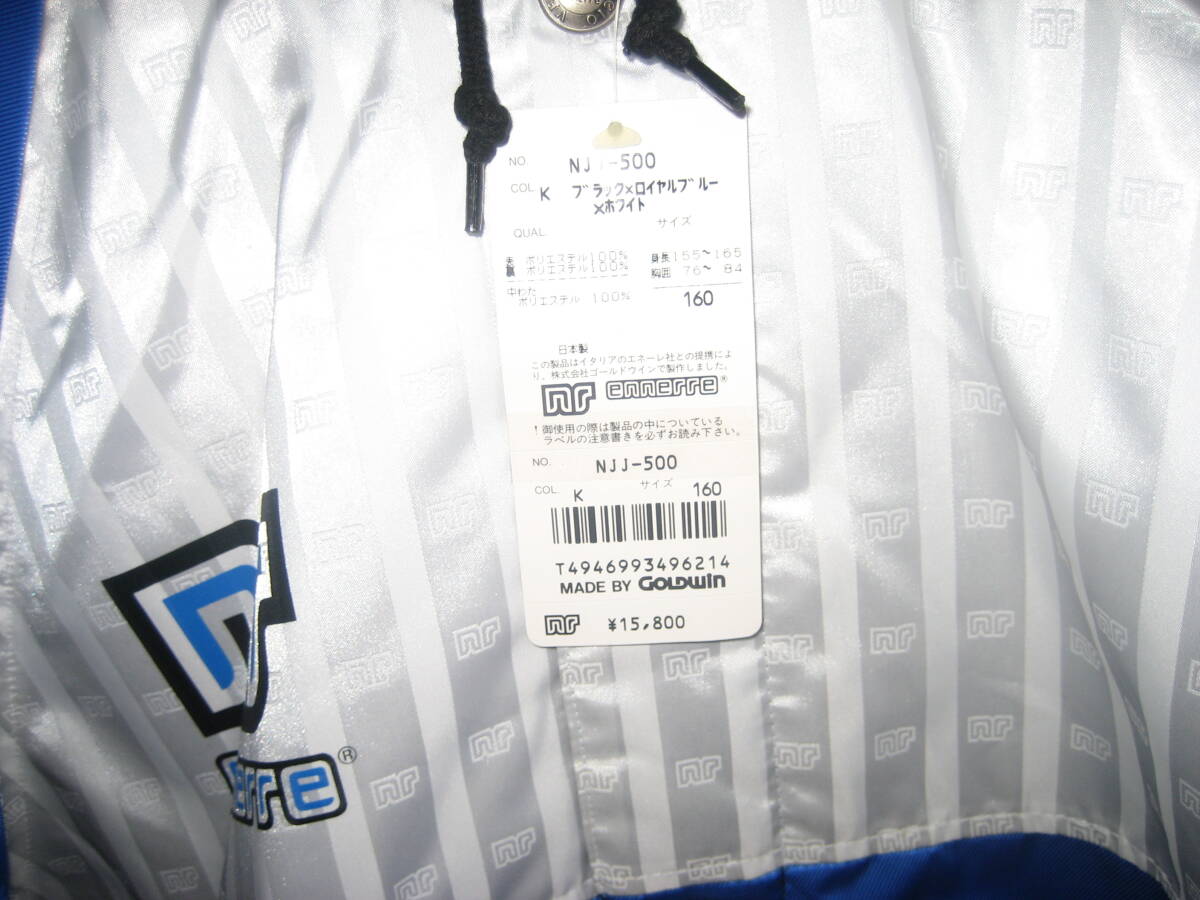 NO. NJJ-500
COL. K ブラック×ロイヤルブルー
×ホワイト
QUAL. サイズ
表 ポリエステル100% 身長155~165
裏 ポリエステル100% 胸囲 76~ 84
中わた
ポリエステル 100% 160
日本製
この製品はイタリアのエネーレ社との提携によ
り、株式会社ゴールドウインで製作しました。
nr ennerre®
!御使用の際は製品の中についている
ラベルの注意書きを必ずお読み下さい。
NO. NJJ-500
COL. K サイズ 160
T4946993496214
MADE BY GOLDWIN
nr ¥15,800
erre®